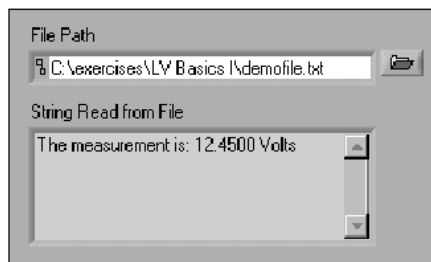 File Path
C:\exercises\LV Basics I\demofile.txt
String Read from File
The measurement is: 12.4500 Volts